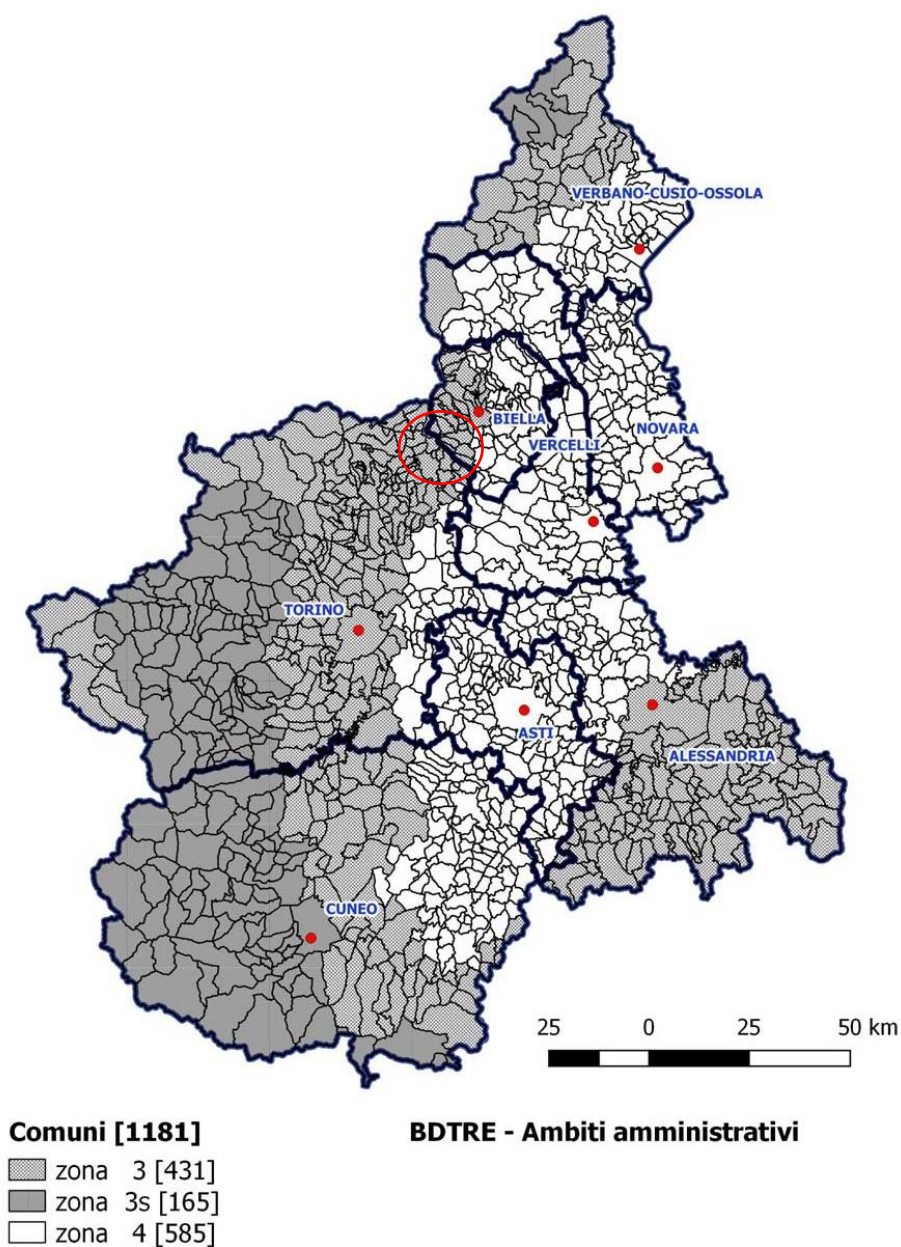 VERBANO-CUSIO-OSSOLA
BIELLA
NOVARA
VERCELLI
TORINO
ASTI
ALESSANDRIA
CUNEO
25 0 25 50 km
Comuni [1181]
BDTRE - Ambiti amministrativi
zona 3 [431]
zona 3s [165]
zona 4 [585]